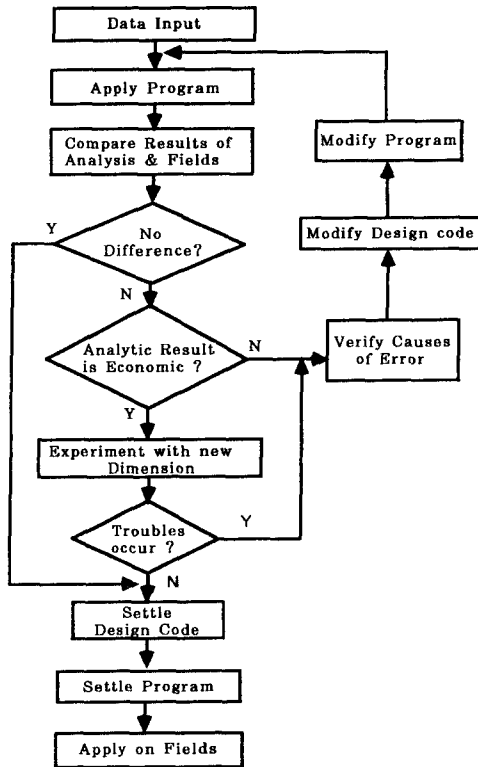 Data Input
Apply Program
Compare Results of
Analysis & Fields
Modify Program
Y
No
Difference?
Modify Design code
N
Analytic Result
is Economic ?
N
Verify Causes
of Error
Y
Experiment with new
Dimension
Troubles
occur ?
Y
N
Settle
Design Code
Settle Program
Apply on Fields